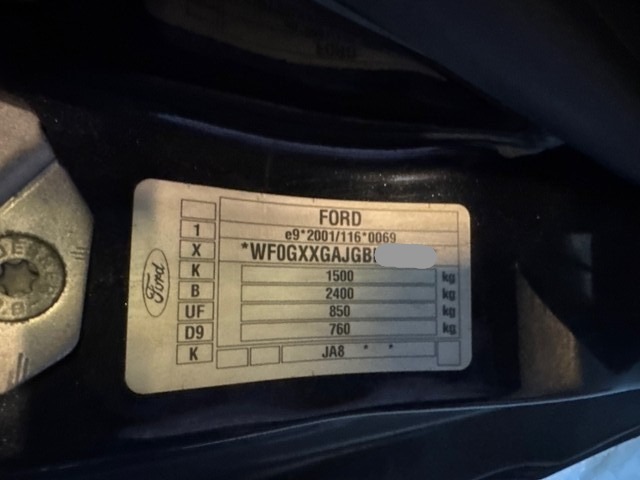 FORD
1 e9*2001/116*0069
X *WF0GXXGAJGB
K 1500 kg
B 2400 kg
UF 850 kg
D9 760 kg
K JA8 * *
Ford